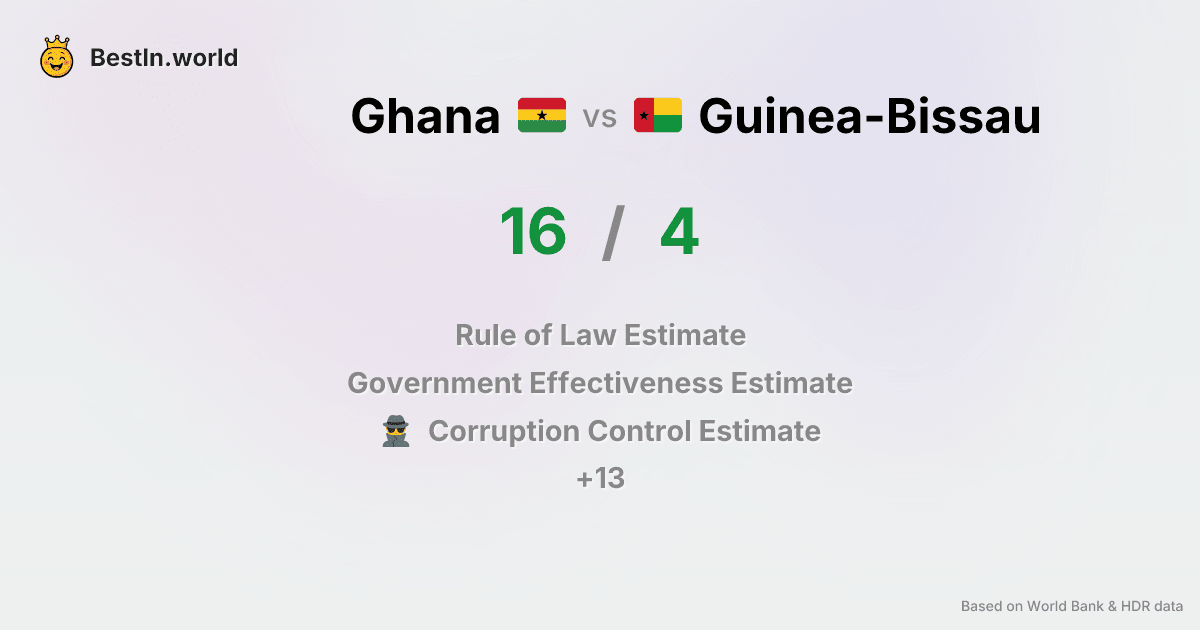 BestIn.world
Ghana vs Guinea-Bissau
16 / 4
Rule of Law Estimate
Government Effectiveness Estimate
Corruption Control Estimate
+13
Based on World Bank & HDR data